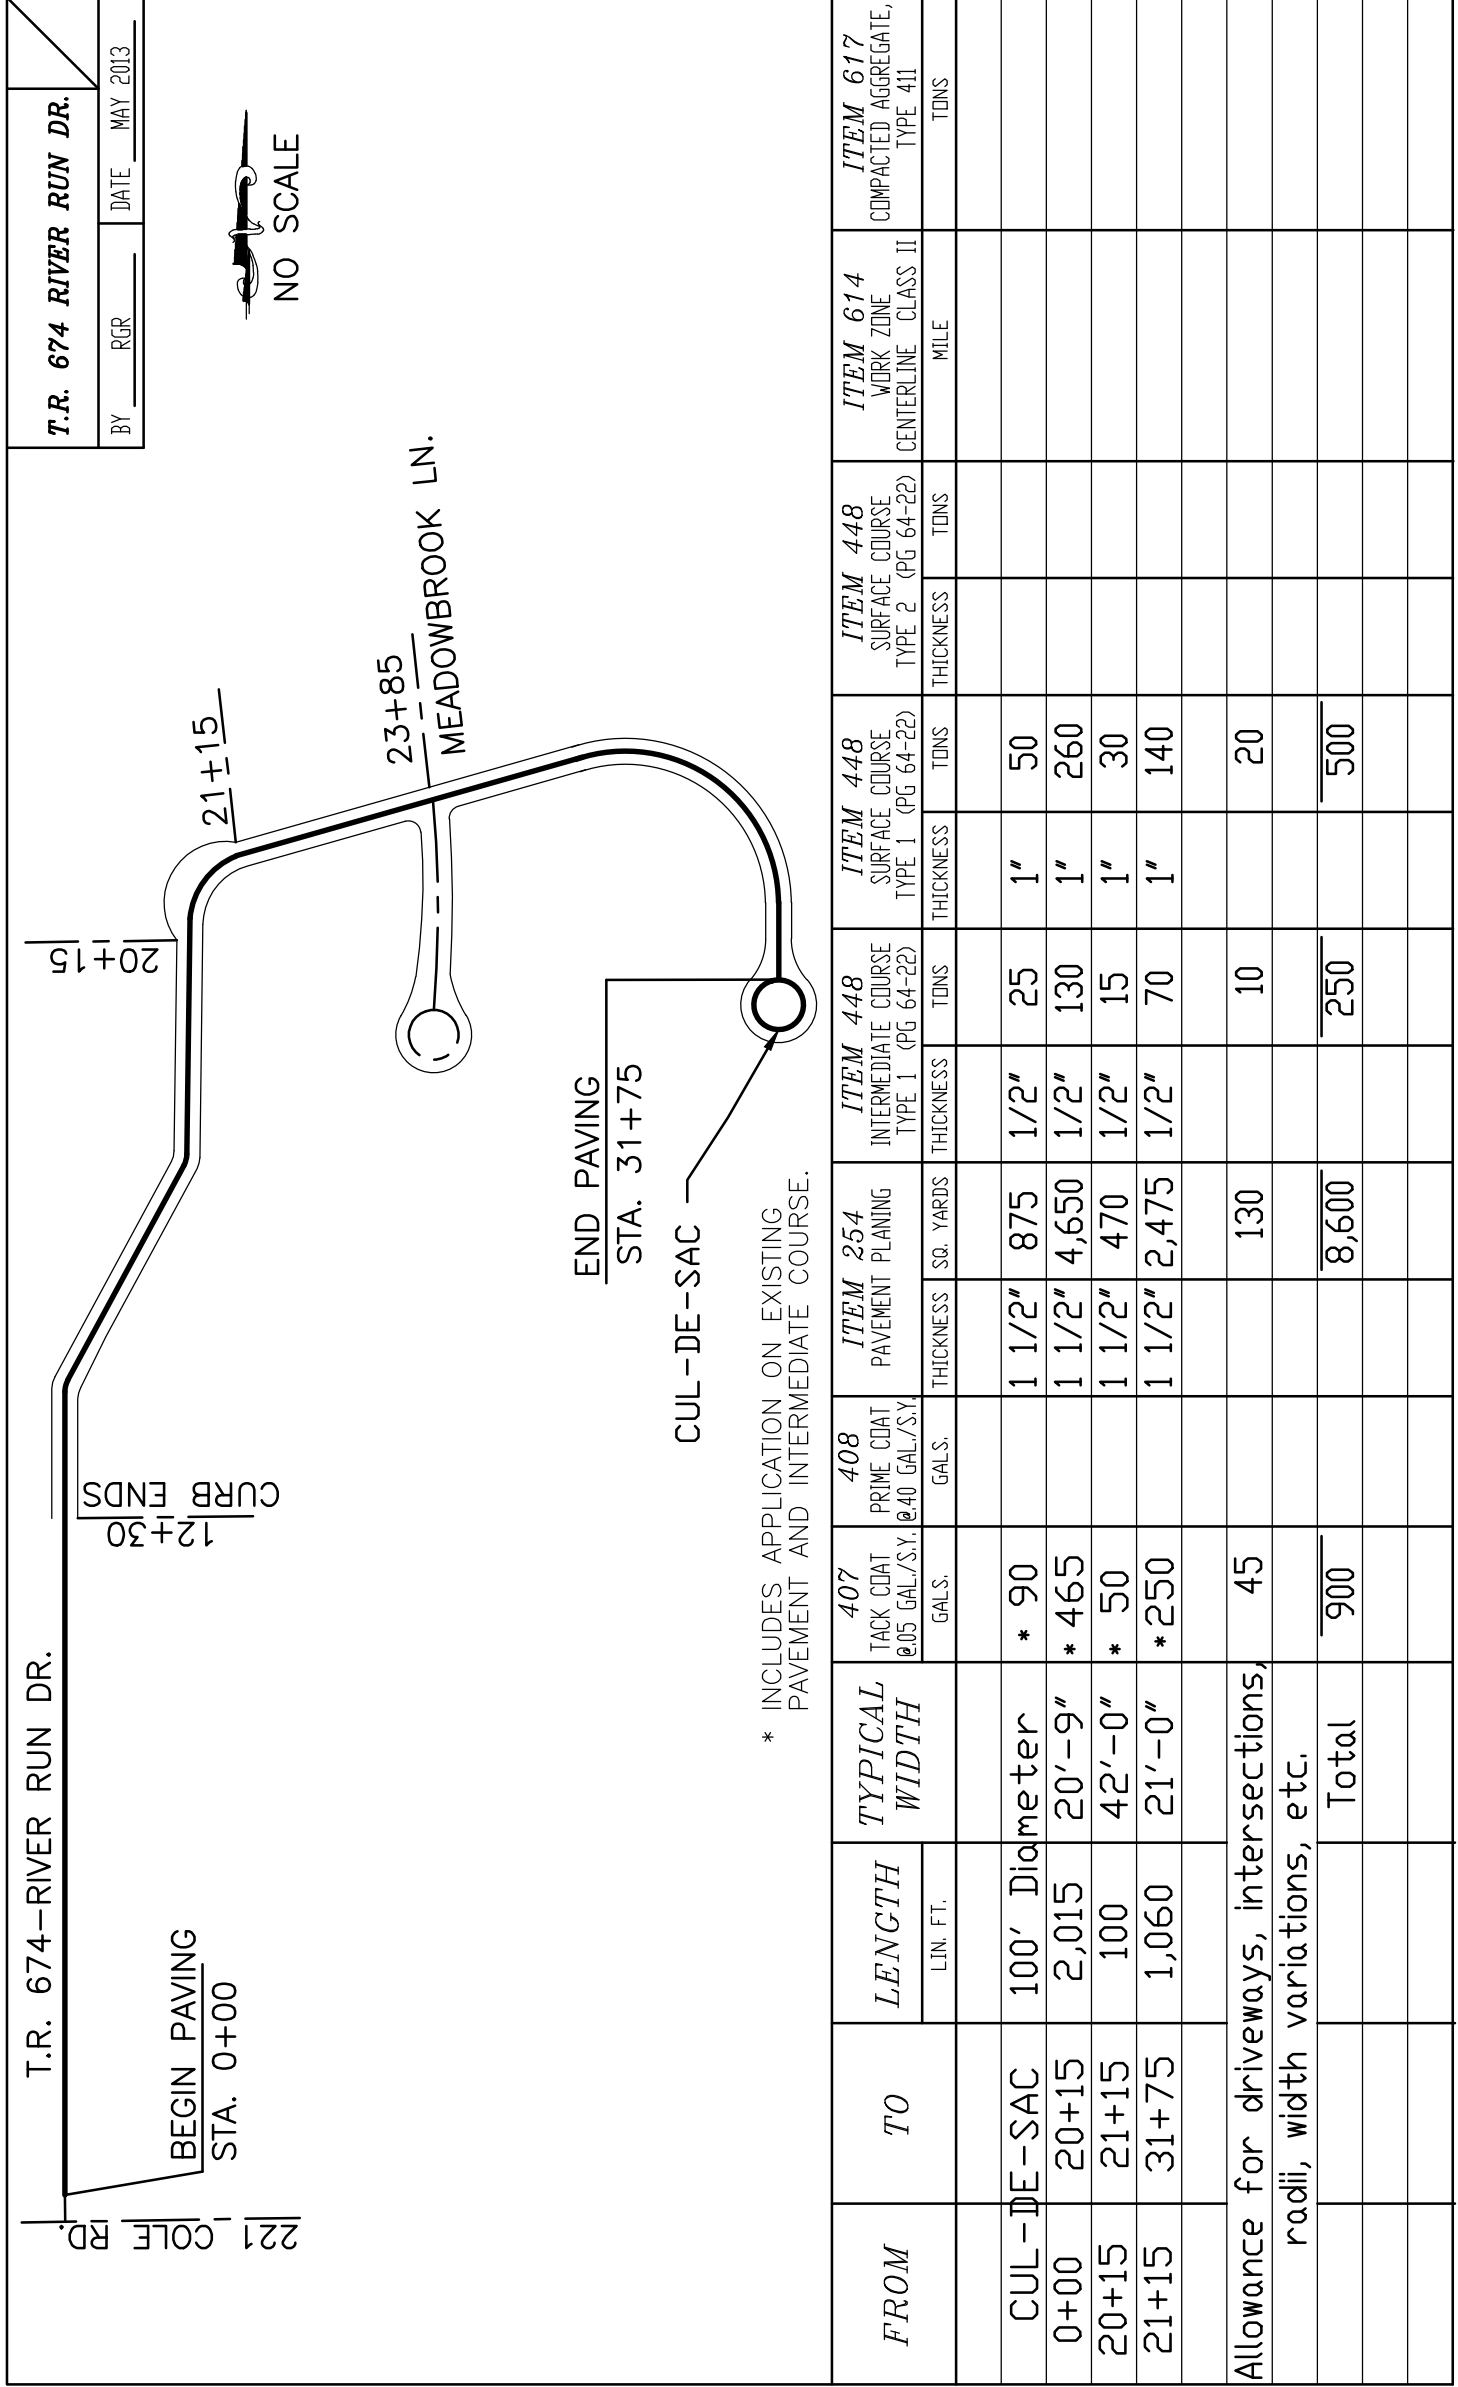 T.R. 674 RIVER RUN DR.
BY RGR DATE MAY 2013
NO SCALE
T.R. 674-RIVER RUN DR.
221 COLE RD.
BEGIN PAVING
STA. 0+00
12+30
CURB ENDS
20+15
21+15
23+85
MEADOWBROOK LN.
END PAVING
STA. 31+75
CUL-DE-SAC
* INCLUDES APPLICATION ON EXISTING
PAVEMENT AND INTERMEDIATE COURSE.
FROM
TO
LENGTH
LIN. FT.
TYPICAL
WIDTH
407
TACK COAT
@.05 GAL./S.Y.
GALS.
408
PRIME COAT
@.40 GAL./S.Y.
GALS.
ITEM 254
PAVEMENT PLANING
THICKNESS SQ. YARDS
ITEM 448
INTERMEDIATE COURSE
TYPE 1 (PG 64-22)
THICKNESS TONS
ITEM 448
SURFACE COURSE
TYPE 1 (PG 64-22)
THICKNESS TONS
ITEM 448
SURFACE COURSE
TYPE 2 (PG 64-22)
THICKNESS TONS
ITEM 614
WORK ZONE
CENTERLINE CLASS II
MILE
ITEM 617
COMPACTED AGGREGATE,
TYPE 411
TONS
CUL-DE-SAC 100' Diameter * 90 1 1/2" 875 1/2" 25 1" 50
0+00 20+15 2,015 20'-9" * 465 1 1/2" 4,650 1/2" 130 1" 260
20+15 21+15 100 42'-0" * 50 1 1/2" 470 1/2" 15 1" 30
21+15 31+75 1,060 21'-0" * 250 1 1/2" 2,475 1/2" 70 1" 140
Allowance for driveways, intersections, 45 130 10 20
radii, width variations, etc.
Total 900 8,600 250 500